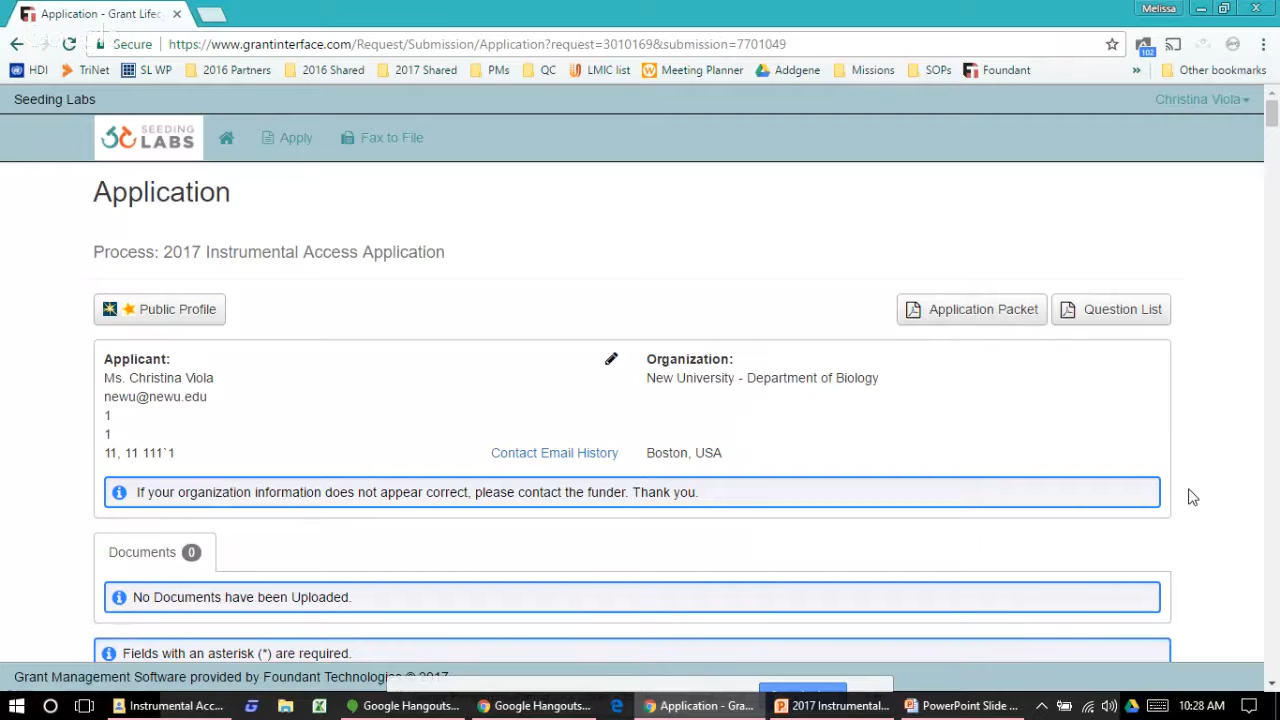 Application - Grant Lifec
Melissa
Secure https://www.grantinterface.com/Request/Submission/Application?request=3010169&submission=7701049
102
HDI TriNet SL WP 2016 Partners 2016 Shared 2017 Shared PMs QC LMIC list Meeting Planner Addgene Missions SOPs Foundant » Other bookmarks
Seeding Labs Christina Viola
SEEDING LABS Apply Fax to File
Application
Process: 2017 Instrumental Access Application
Public Profile Application Packet Question List
Applicant: Organization:
Ms. Christina Viola New University - Department of Biology
newu@newu.edu
1
1
11, 11 111`1 Contact Email History Boston, USA
If your organization information does not appear correct, please contact the funder. Thank you.
Documents 0
No Documents have been Uploaded.
Fields with an asterisk (*) are required.
Grant Management Software provided by Foundant Technologies © 2017
Instrumental Acc... Google Hangouts... Google Hangouts... Application - Gra... 2017 Instrumental... PowerPoint Slide ... 10:28 AM